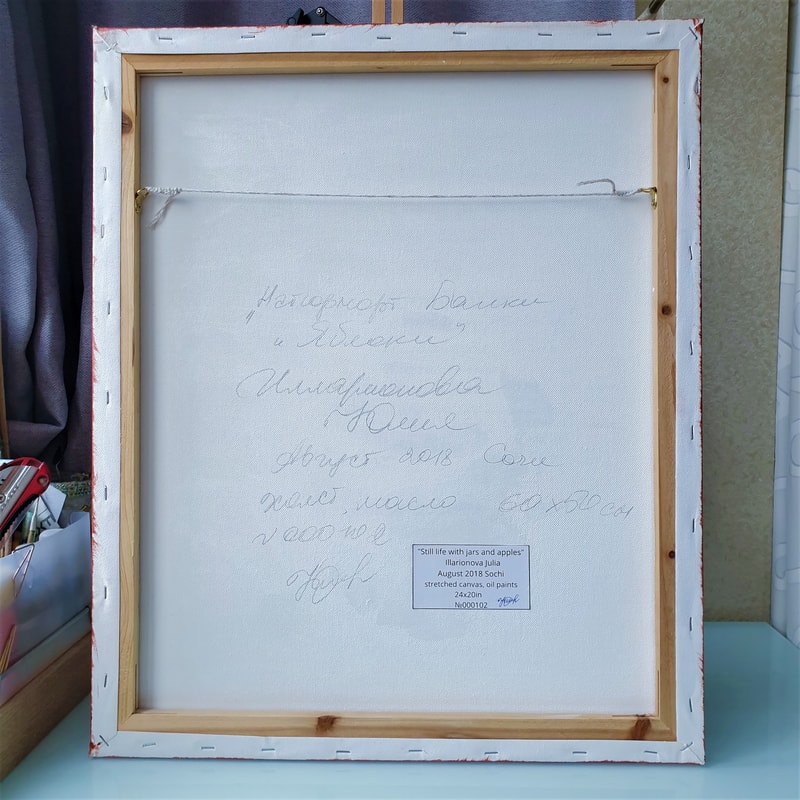 „Натюрморт Банки
и Яблоки"
Илларионова
Юлия
Август 2018 Сочи
холст, масло 60х50 см
№000102
"Still life with jars and apples"
Illarionova Julia
August 2018 Sochi
stretched canvas, oil paints
24x20in
№000102